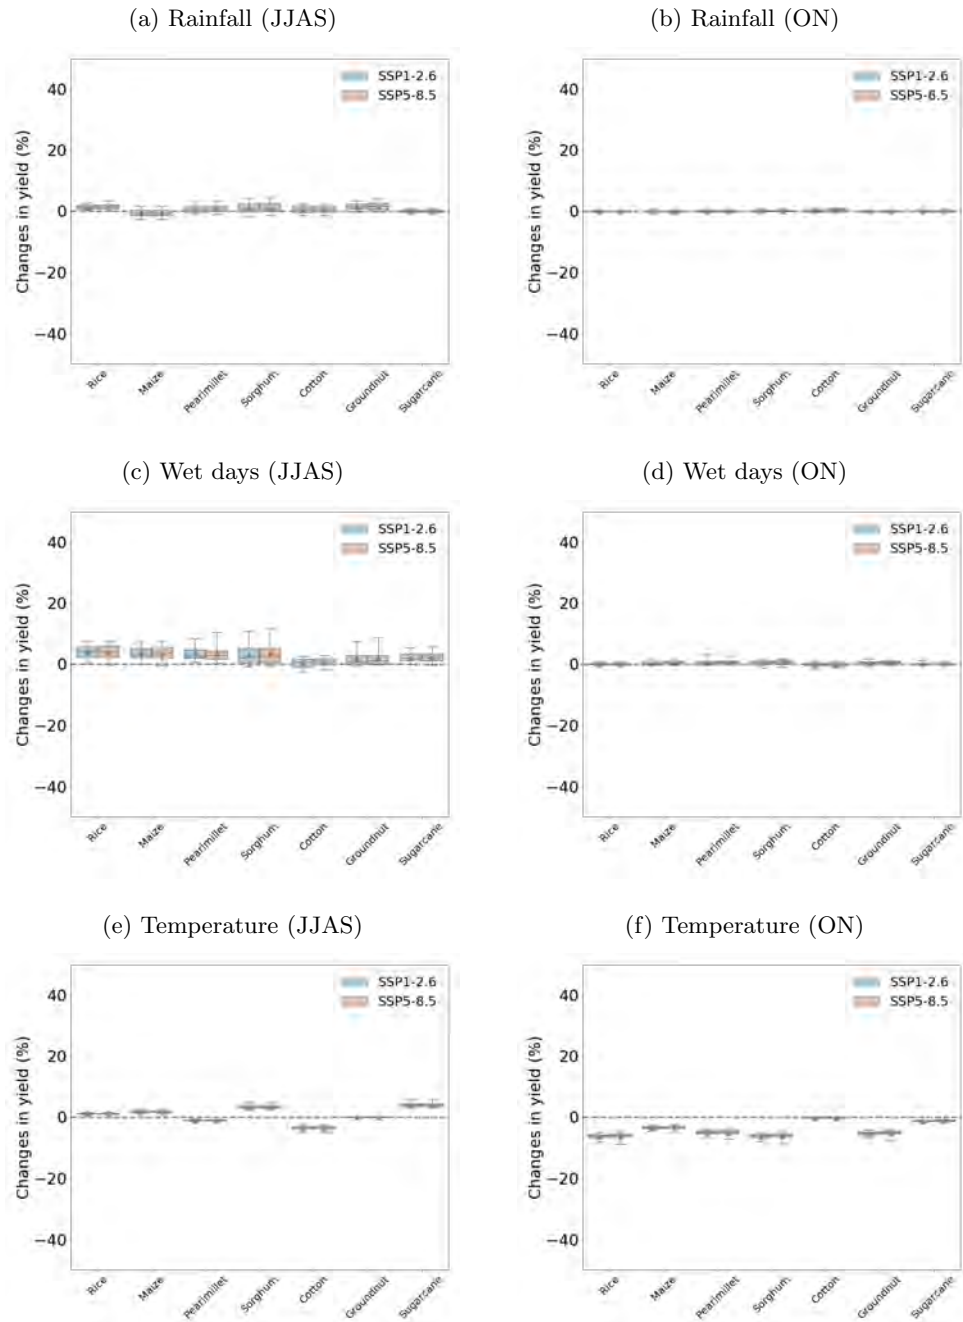 (a) Rainfall (JJAS)
Changes in yield (%)
40
20
0
−20
−40
SSP1-2.6
SSP5-8.5
Rice
Maize
Pearlmillet
Sorghum
Cotton
Groundnut
Sugarcane
(b) Rainfall (ON)
Changes in yield (%)
40
20
0
−20
−40
SSP1-2.6
SSP5-8.5
Rice
Maize
Pearlmillet
Sorghum
Cotton
Groundnut
Sugarcane
(c) Wet days (JJAS)
Changes in yield (%)
40
20
0
−20
−40
SSP1-2.6
SSP5-8.5
Rice
Maize
Pearlmillet
Sorghum
Cotton
Groundnut
Sugarcane
(d) Wet days (ON)
Changes in yield (%)
40
20
0
−20
−40
SSP1-2.6
SSP5-8.5
Rice
Maize
Pearlmillet
Sorghum
Cotton
Groundnut
Sugarcane
(e) Temperature (JJAS)
Changes in yield (%)
40
20
0
−20
−40
SSP1-2.6
SSP5-8.5
Rice
Maize
Pearlmillet
Sorghum
Cotton
Groundnut
Sugarcane
(f) Temperature (ON)
Changes in yield (%)
40
20
0
−20
−40
SSP1-2.6
SSP5-8.5
Rice
Maize
Pearlmillet
Sorghum
Cotton
Groundnut
Sugarcane